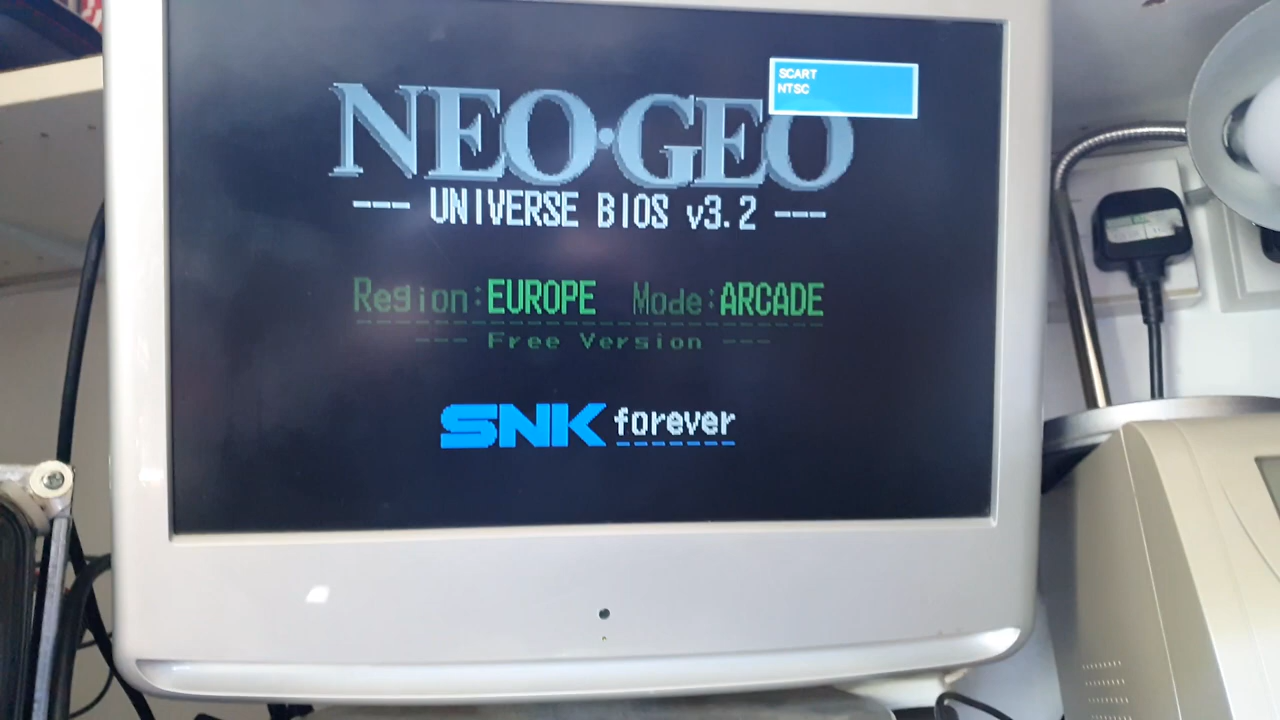 SCART
NTSC
NEO·GEO
--- UNIVERSE BIOS v3.2 ---
Region:EUROPE Mode:ARCADE
--- Free Version ---
SNK forever